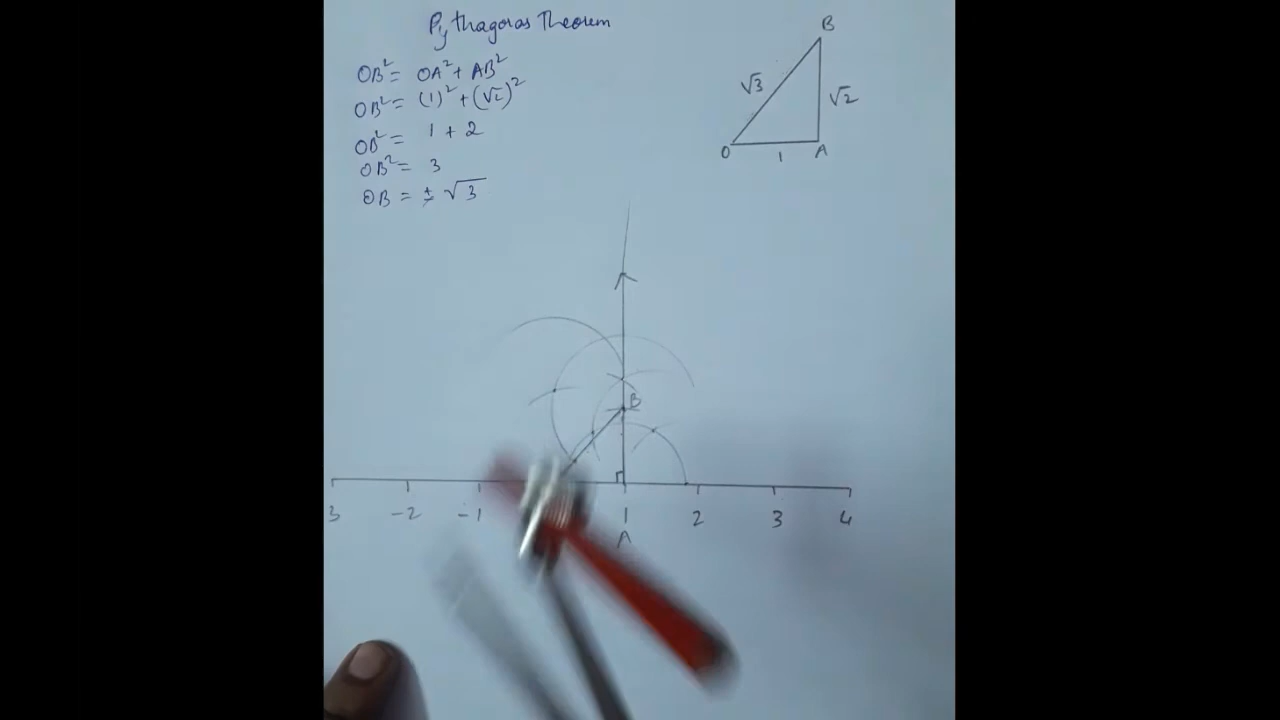 Pythagoras Theorem
OB² = OA² + AB²
OB² = (1)² + (√2)²
OB² = 1 + 2
OB² = 3
OB = ± √3
B
√3
√2
O
1
A
B
3 -2 -1 1 2 3 4
A